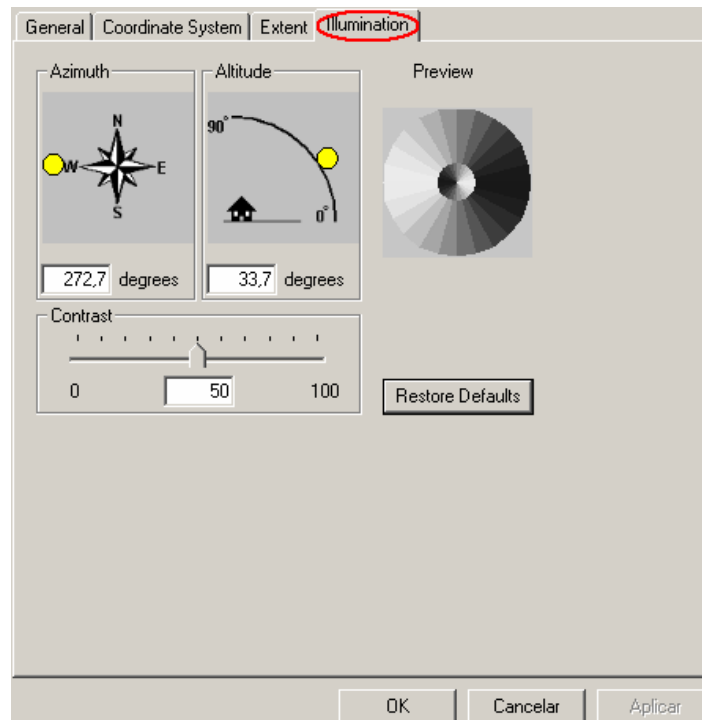 General Coordinate System Extent Illumination
Azimuth Altitude Preview
N
W E
S
90°
0°
272,7 degrees 33,7 degrees
Contrast
0 50 100
Restore Defaults
OK Cancelar Aplicar